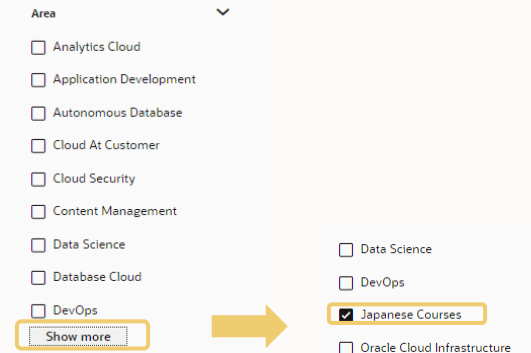 Area
Analytics Cloud
Application Development
Autonomous Database
Cloud At Customer
Cloud Security
Content Management
Data Science
Database Cloud
DevOps
Show more
Data Science
DevOps
Japanese Courses
Oracle Cloud Infrastructure